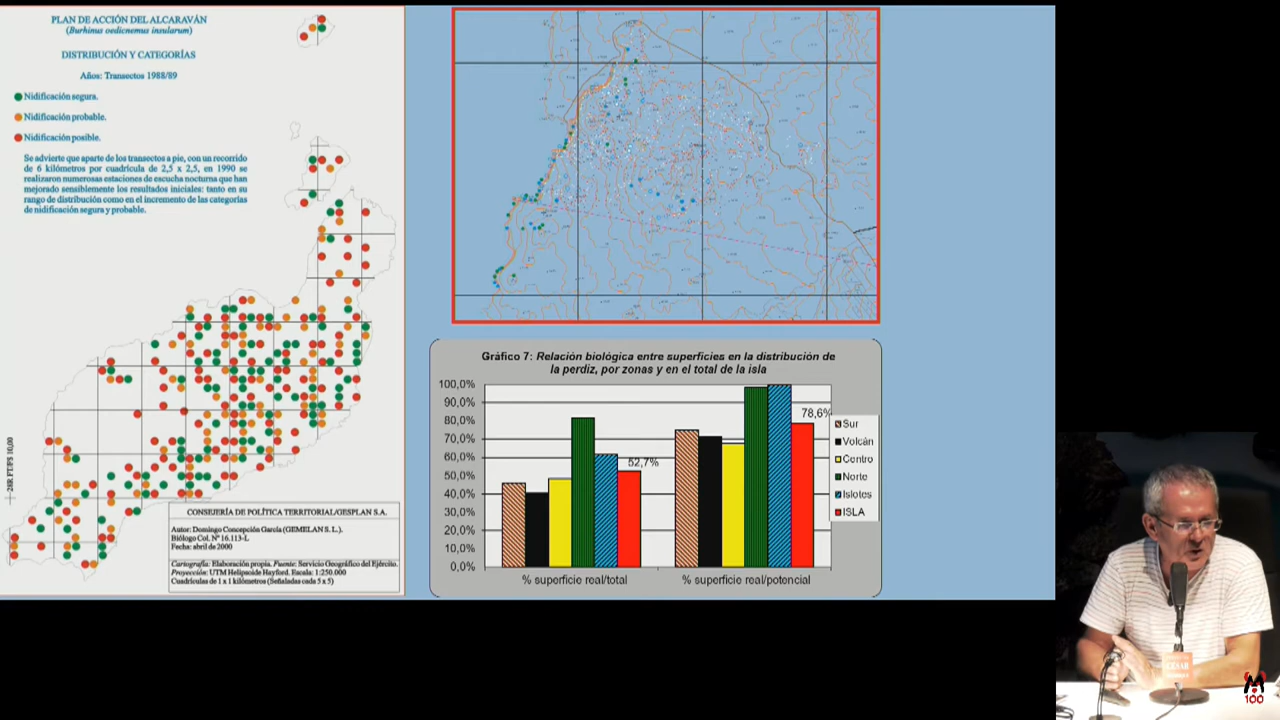 PLAN DE ACCIÓN DEL ALCARAVÁN
(Burhinus oedicnemus insularum)
DISTRIBUCIÓN Y CATEGORÍAS
Años: Transectos 1988/89
Nidificación segura.
Nidificación probable.
Nidificación posible.
Se advierte que aparte de los transectos a pie, con un recorrido
de 6 kilómetros por cuadrícula de 2,5 x 2,5, en 1990 se
realizaron numerosas estaciones de escucha nocturna que han
mejorado sensiblemente los resultados iniciales: tanto en su
rango de distribución como en el incremento de las categorías
de nidificación segura y probable.
28R FT/FS 10,00
CONSEJERÍA DE POLÍTICA TERRITORIAL/GESPLAN S.A.
Autor: Domingo Concepción García (GEMELAN S. L.).
Biólogo Col. Nº 16.113-L
Fecha: abril de 2000
Cartografía: Elaboración propia. Fuente: Servicio Geográfico del Ejército.
Proyección: UTM Helipsoide Hayford. Escala: 1:250.000
Cuadrículas de 1 x 1 kilómetros (Señaladas cada 5 x 5)
Gráfico 7: Relación biológica entre superficies en la distribución de
la perdiz, por zonas y en el total de la isla
100,0%
90,0%
80,0%
70,0%
60,0%
50,0%
40,0%
30,0%
20,0%
10,0%
0,0%
52,7%
78,6%
% superficie real/total
% superficie real/potencial
Sur
Volcán
Centro
Norte
Islotes
ISLA
M
100